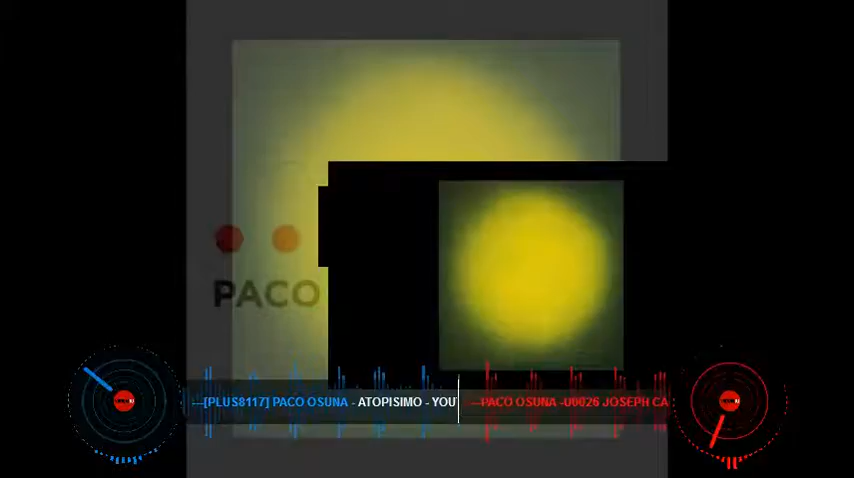 PACO
---[PLUS8117] PACO OSUNA - ATOPISIMO - YOU
---PACO OSUNA -U0026 JOSEPH CA